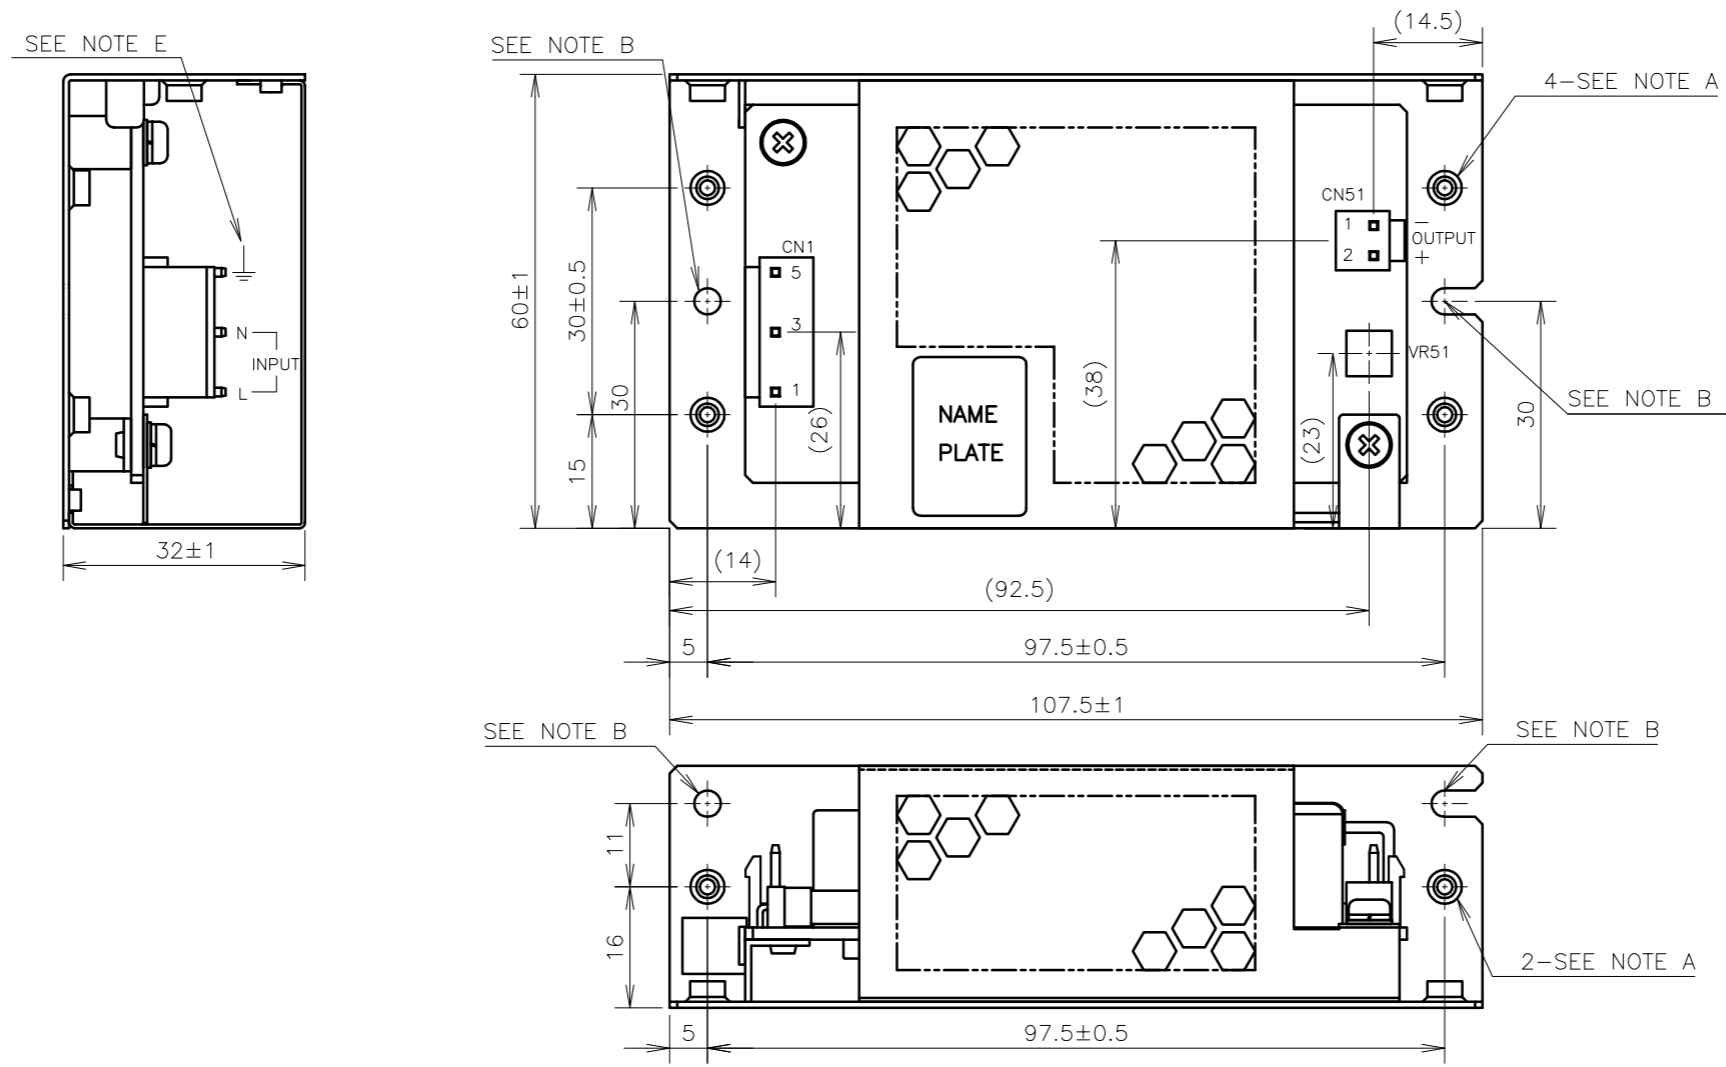 SEE NOTE E
N
INPUT
L
32±1
SEE NOTE B
(14.5)
4-SEE NOTE A
CN51
1
2
-
OUTPUT
+
CN1
5
3
1
60±1
30±0.5
30
15
(26)
(38)
(23)
VR51
30
SEE NOTE B
NAME
PLATE
(14)
(92.5)
5
97.5±0.5
107.5±1
SEE NOTE B
SEE NOTE B
11
16
2-SEE NOTE A
5
97.5±0.5